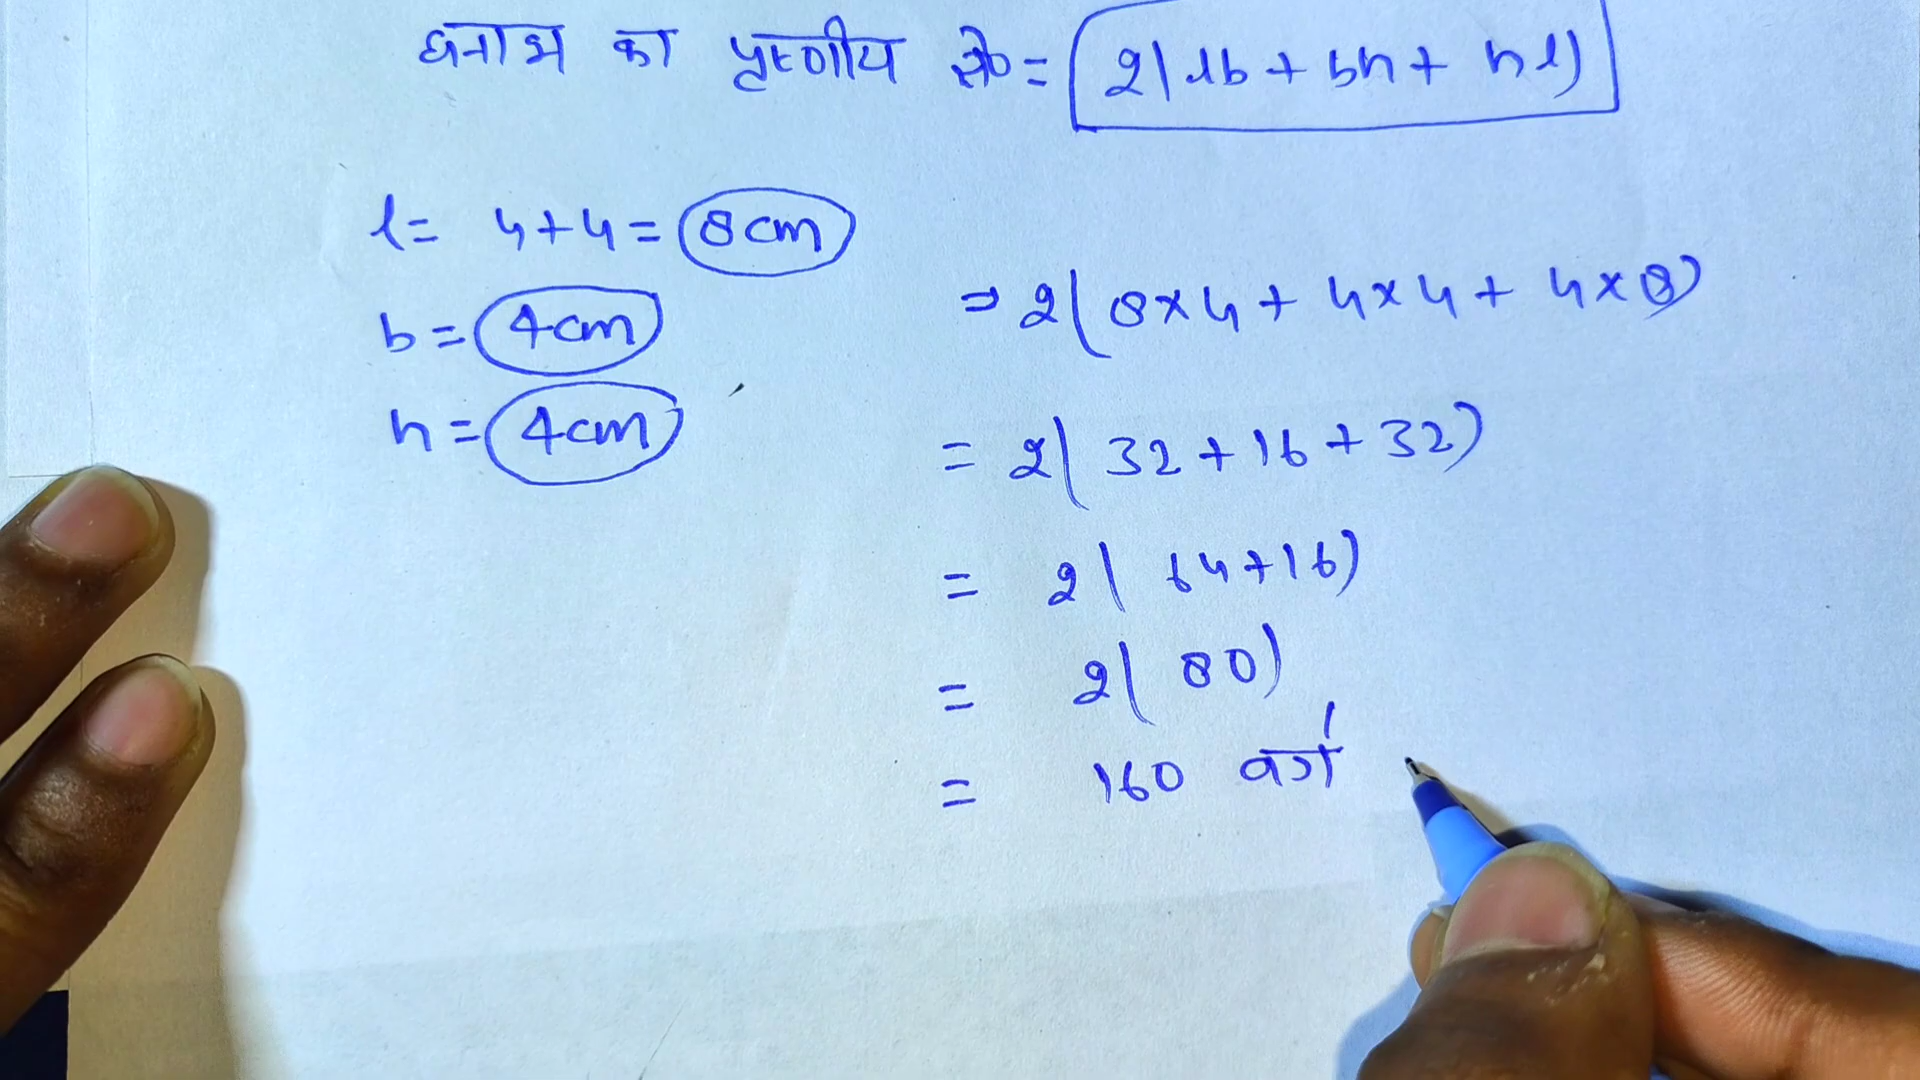 घनाभ का पृष्ठीय क्षे० = 2(lb + bh + hl)
l = 4+4 = 8cm
b = 4cm
h = 4cm
⇒ 2(8×4 + 4×4 + 4×8)
= 2(32+16+32)
= 2(64+16)
= 2(80)
= 160 वर्ग